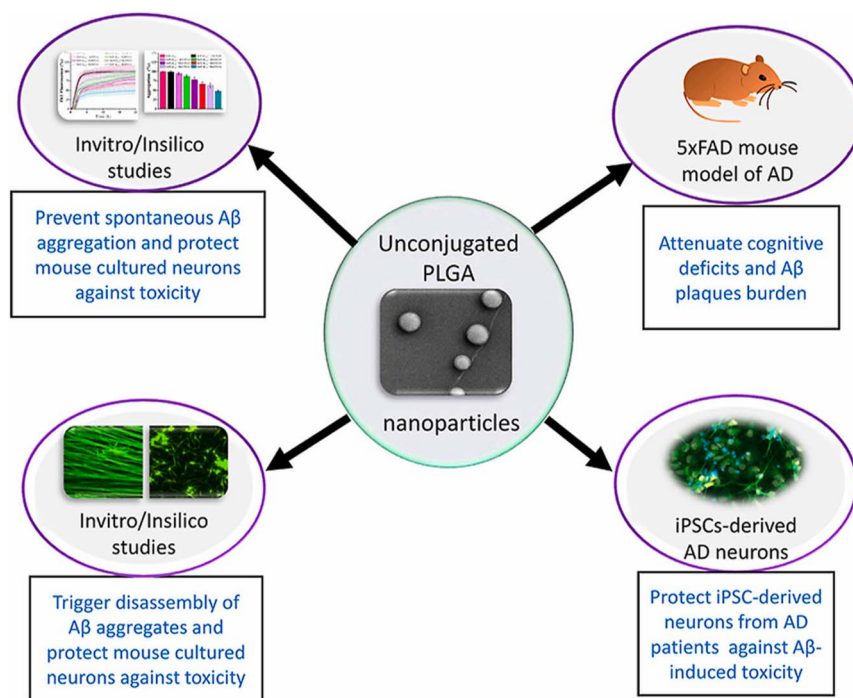 Invitro/Insilico
studies
Prevent spontaneous Aβ
aggregation and protect
mouse cultured neurons
against toxicity
5xFAD mouse
model of AD
Attenuate cognitive
deficits and Aβ
plaques burden
Unconjugated
PLGA
nanoparticles
Invitro/Insilico
studies
Trigger disassembly of
Aβ aggregates and
protect mouse cultured
neurons against toxicity
iPSCs-derived
AD neurons
Protect iPSC-derived
neurons from AD
patients against Aβ-
induced toxicity